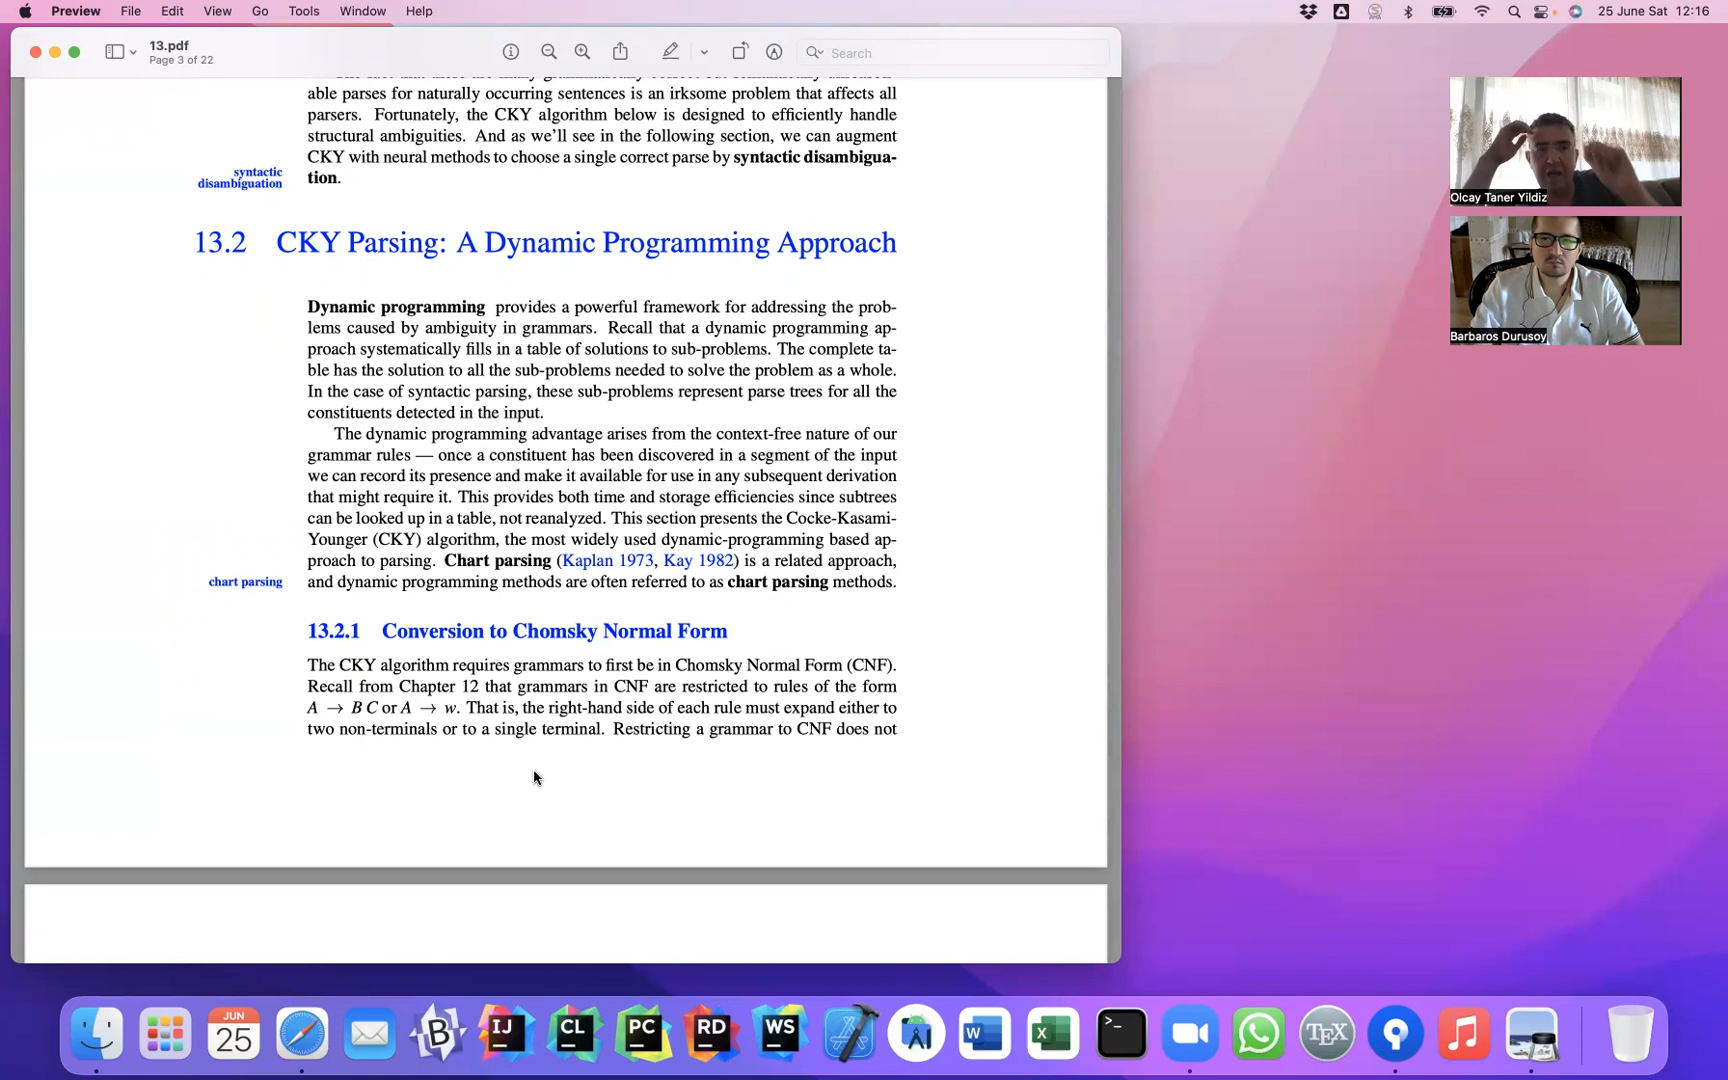 Preview File Edit View Go Tools Window Help 25 June Sat 12:16
13.pdf
Page 3 of 22
Search
able parses for naturally occurring sentences is an irksome problem that affects all
parsers. Fortunately, the CKY algorithm below is designed to efficiently handle
structural ambiguities. And as we'll see in the following section, we can augment
CKY with neural methods to choose a single correct parse by syntactic disambigua-
syntactic
disambiguation
tion.
13.2 CKY Parsing: A Dynamic Programming Approach
Dynamic programming provides a powerful framework for addressing the prob-
lems caused by ambiguity in grammars. Recall that a dynamic programming ap-
proach systematically fills in a table of solutions to sub-problems. The complete ta-
ble has the solution to all the sub-problems needed to solve the problem as a whole.
In the case of syntactic parsing, these sub-problems represent parse trees for all the
constituents detected in the input.
The dynamic programming advantage arises from the context-free nature of our
grammar rules — once a constituent has been discovered in a segment of the input
we can record its presence and make it available for use in any subsequent derivation
that might require it. This provides both time and storage efficiencies since subtrees
can be looked up in a table, not reanalyzed. This section presents the Cocke-Kasami-
Younger (CKY) algorithm, the most widely used dynamic-programming based ap-
proach to parsing. Chart parsing (Kaplan 1973, Kay 1982) is a related approach,
chart parsing
and dynamic programming methods are often referred to as chart parsing methods.
13.2.1 Conversion to Chomsky Normal Form
The CKY algorithm requires grammars to first be in Chomsky Normal Form (CNF).
Recall from Chapter 12 that grammars in CNF are restricted to rules of the form
A → B C or A → w. That is, the right-hand side of each rule must expand either to
two non-terminals or to a single terminal. Restricting a grammar to CNF does not
Olcay Taner Yildiz
Barbaros Durusoy
JUN
25
B
IJ
CL
PC
RD
WS
W
X
>_
TEX